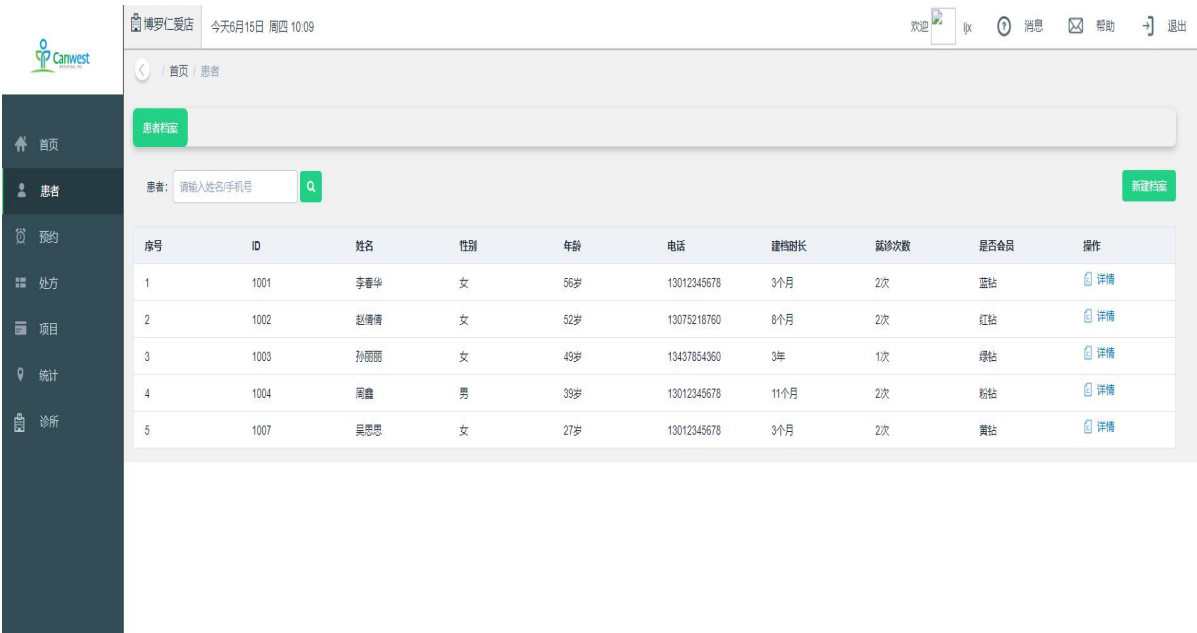 Canwest
博罗仁爱店 今天6月15日 周四 10:09 欢迎 ljx 消息 帮助 退出
/ 首页 / 患者
首页
患者
预约
处方
项目
统计
诊所
患者档案
患者: 请输入姓名/手机号 新建档案
序号 ID 姓名 性别 年龄 电话 建档时长 就诊次数 是否会员 操作
1 1001 李春华 女 56岁 13012345678 3个月 2次 蓝钻 详情
2 1002 赵倩倩 女 52岁 13075218760 8个月 2次 红钻 详情
3 1003 孙丽丽 女 49岁 13437854360 3年 1次 绿钻 详情
4 1004 周鑫 男 39岁 13012345678 11个月 2次 粉钻 详情
5 1007 吴思思 女 27岁 13012345678 3个月 2次 黄钻 详情